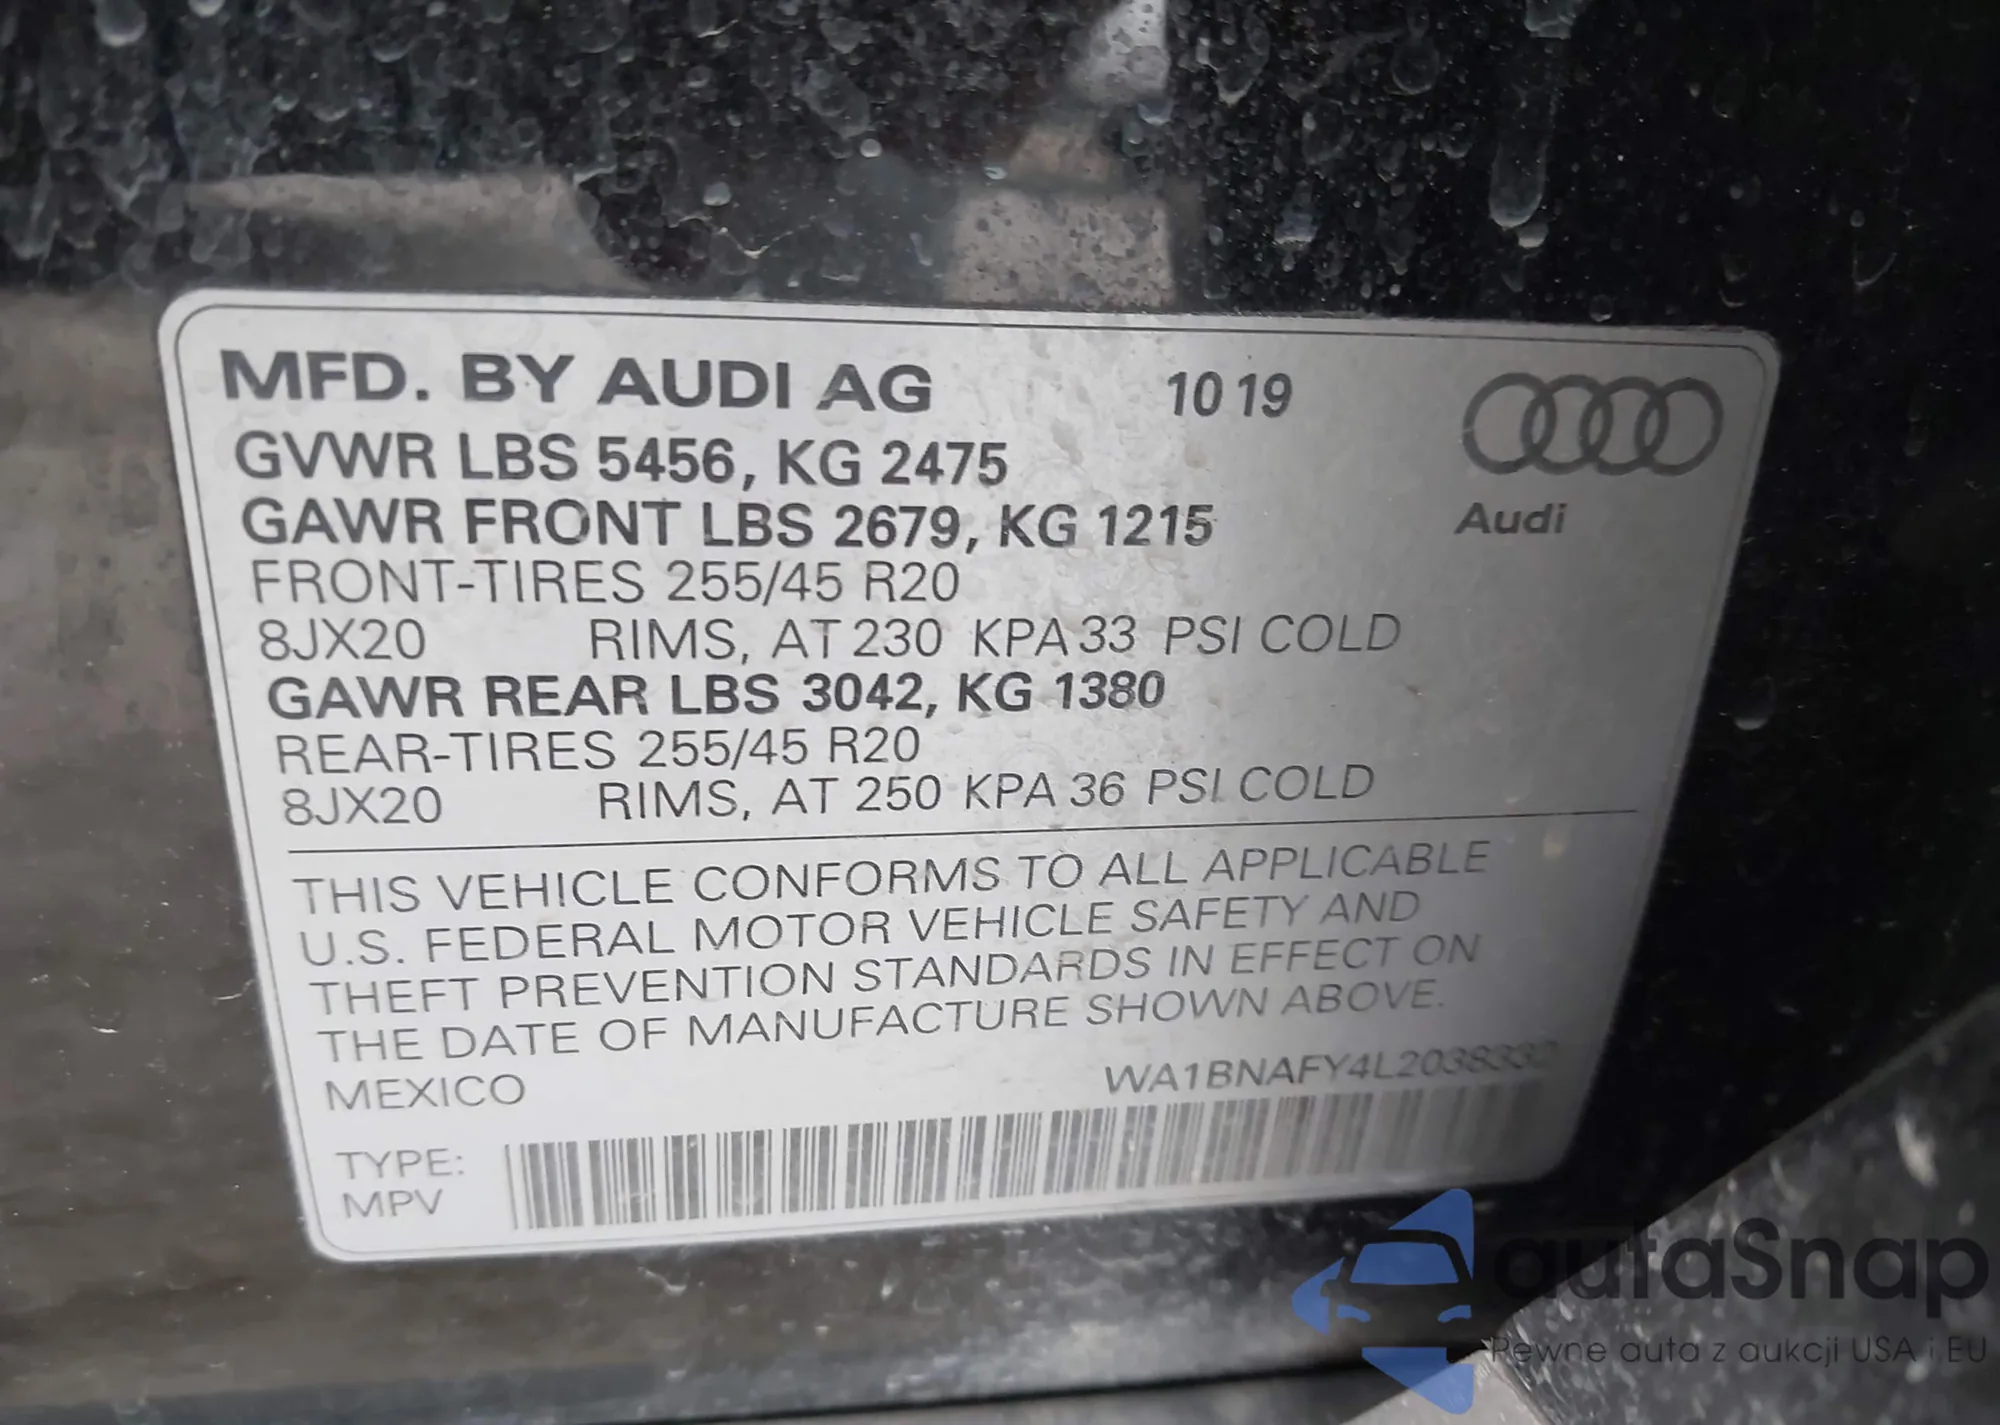 MFD. BY AUDI AG 10 19
GVWR LBS 5456, KG 2475
GAWR FRONT LBS 2679, KG 1215
Audi
FRONT-TIRES 255/45 R20
8JX20 RIMS, AT 230 KPA 33 PSI COLD
GAWR REAR LBS 3042, KG 1380
REAR-TIRES 255/45 R20
8JX20 RIMS, AT 250 KPA 36 PSI COLD
THIS VEHICLE CONFORMS TO ALL APPLICABLE
U.S. FEDERAL MOTOR VEHICLE SAFETY AND
THEFT PREVENTION STANDARDS IN EFFECT ON
THE DATE OF MANUFACTURE SHOWN ABOVE.
MEXICO WA1BNAFY4L2038332
TYPE:
MPV
autaSnap
Pewne auta z aukcji USA i EU